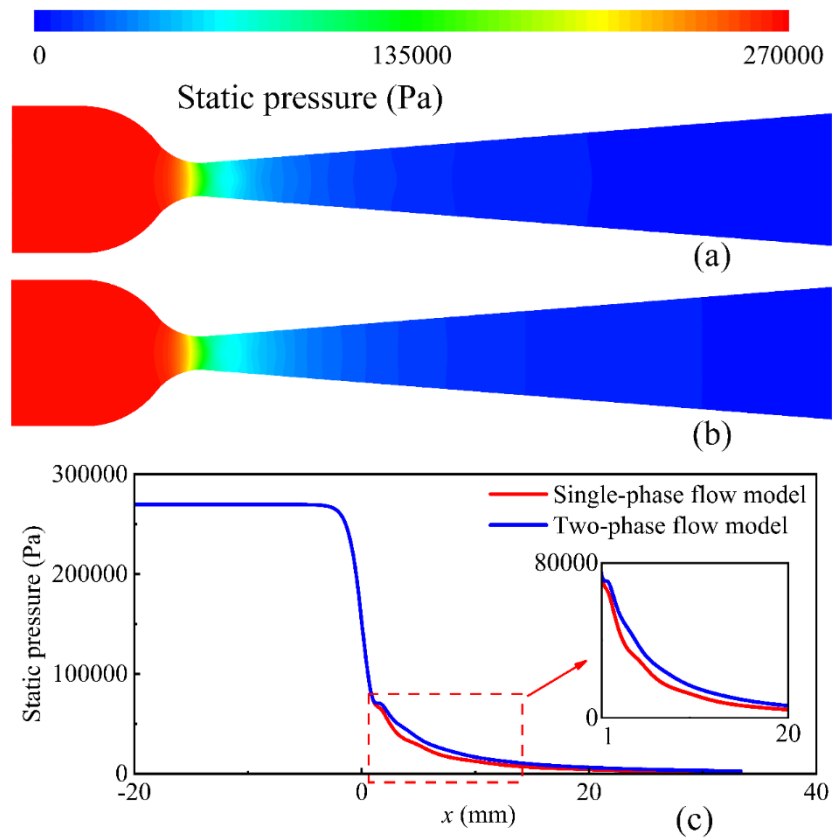 0 135000 270000
Static pressure (Pa)
(a)
(b)
300000
200000
100000
0
Static pressure (Pa)
Single-phase flow model
Two-phase flow model
80000
0
1 20
-20 0 20 40
x (mm)
(c)